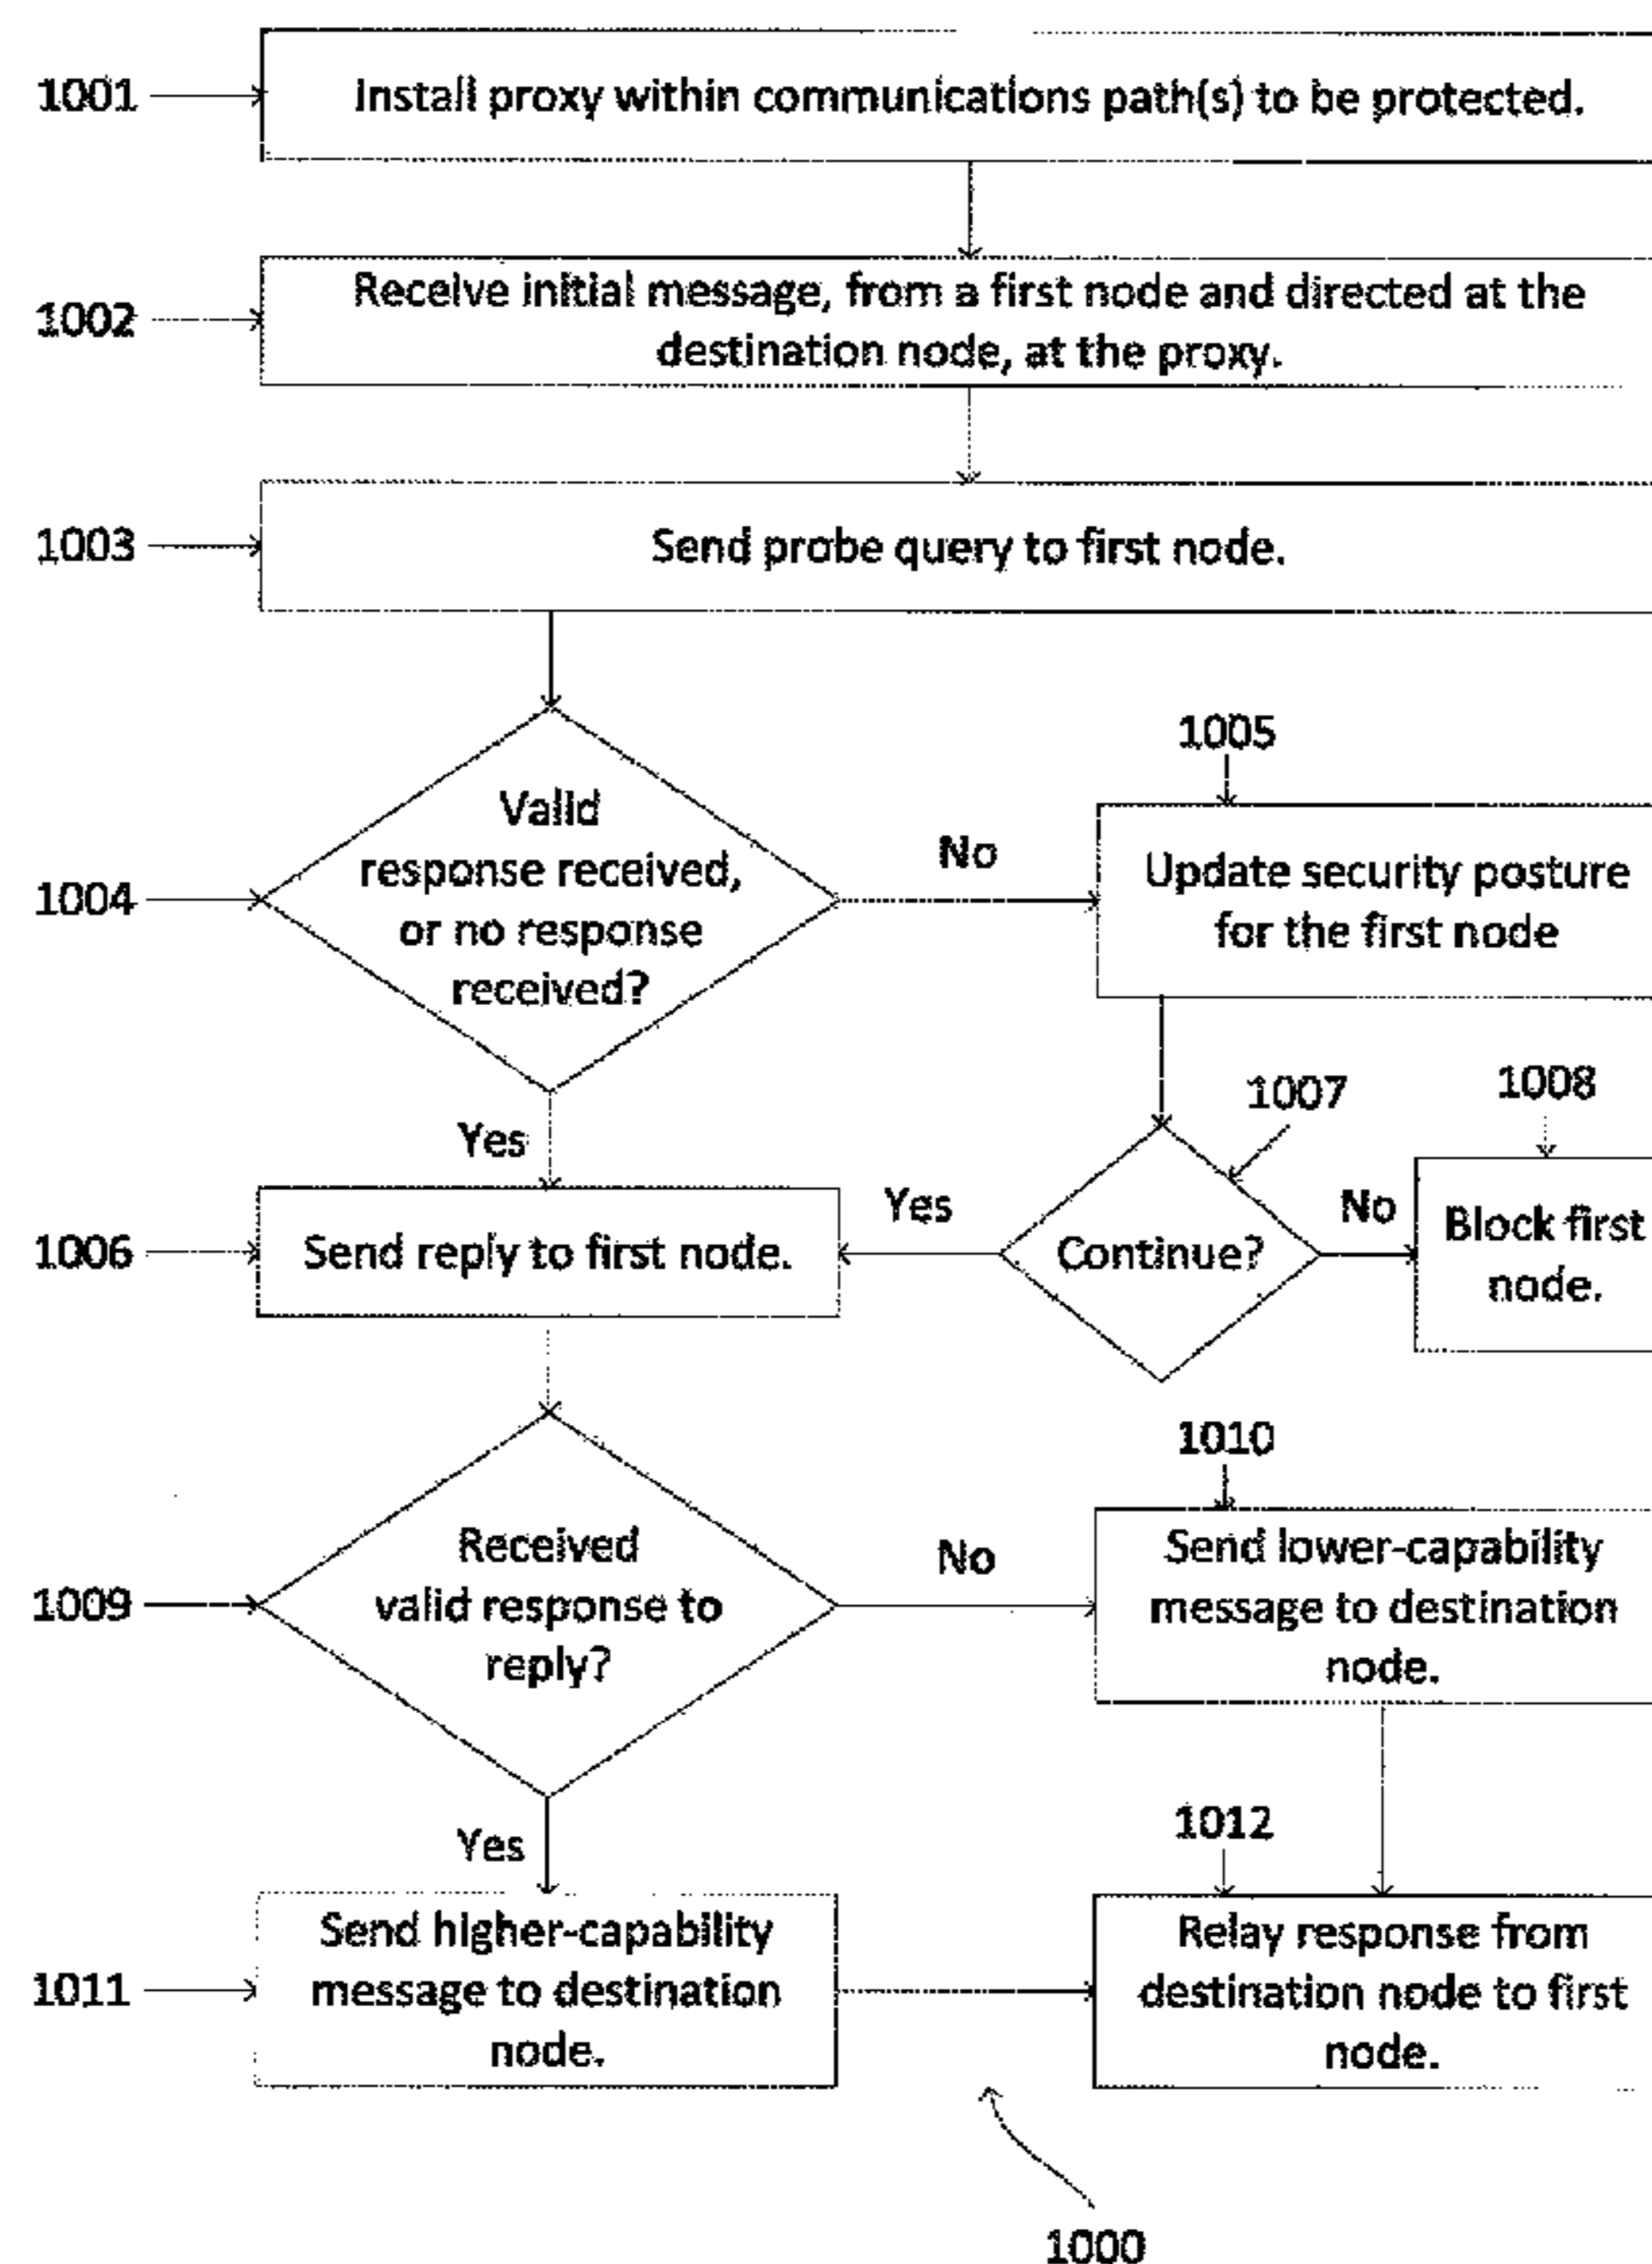 1001
Install proxy within communications path(s) to be protected.
1002
Receive initial message, from a first node and directed at the
destination node, at the proxy.
1003
Send probe query to first node.
1004
Valid
response received,
or no response
received?
No
1005
Update security posture
for the first node
Yes
1006
Send reply to first node.
Yes
1007
Continue?
No
1008
Block first
node.
1009
Received
valid response to
reply?
No
1010
Send lower-capability
message to destination
node.
Yes
1011
Send higher-capability
message to destination
node.
1012
Relay response from
destination node to first
node.
1000